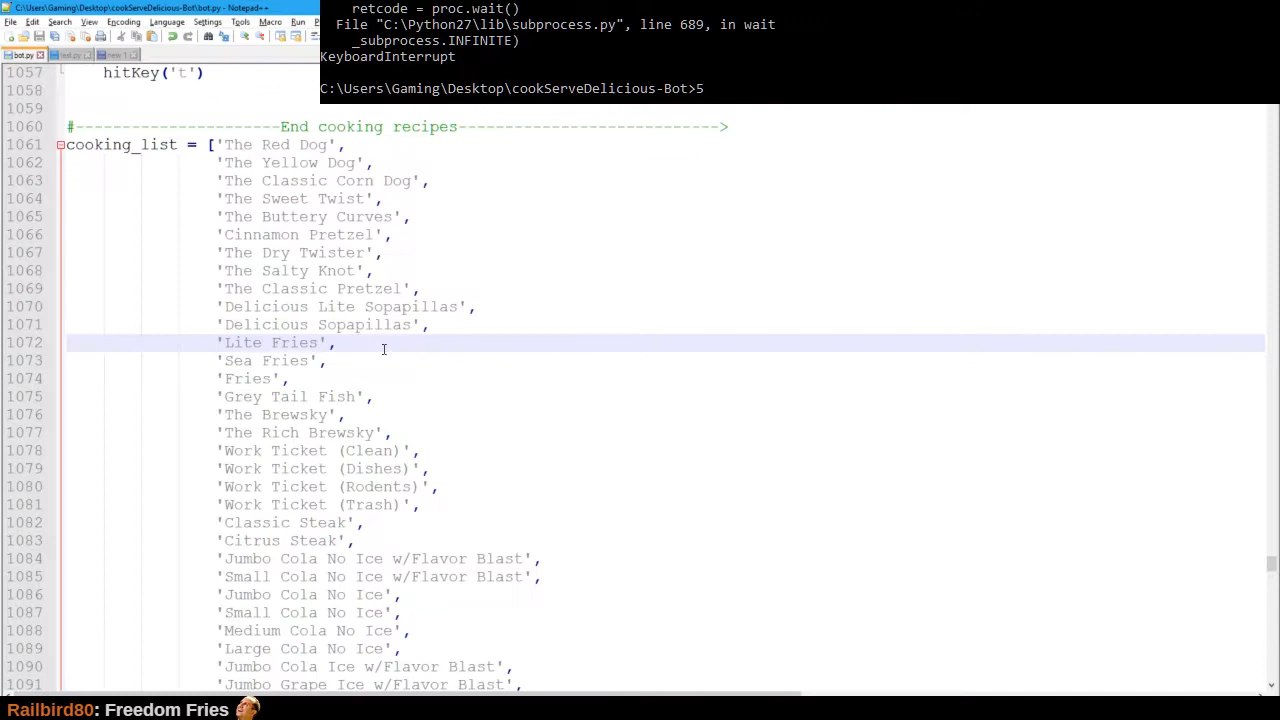 C:\Users\Gaming\Desktop\cookServeDelicious-Bot\bot.py - Notepad++
File Edit Search View Encoding Language Settings Tools Macro Run
bot.py test.py new 1
retcode = proc.wait()
File "C:\Python27\lib\subprocess.py", line 689, in wait
_subprocess.INFINITE)
KeyboardInterrupt
C:\Users\Gaming\Desktop\cookServeDelicious-Bot>5
1057 hitKey('t')
1058
1059
1060 #----------------------End cooking recipes---------------------------->
1061 cooking_list = ['The Red Dog',
1062 'The Yellow Dog',
1063 'The Classic Corn Dog',
1064 'The Sweet Twist',
1065 'The Buttery Curves',
1066 'Cinnamon Pretzel',
1067 'The Dry Twister',
1068 'The Salty Knot',
1069 'The Classic Pretzel',
1070 'Delicious Lite Sopapillas',
1071 'Delicious Sopapillas',
1072 'Lite Fries',
1073 'Sea Fries',
1074 'Fries',
1075 'Grey Tail Fish',
1076 'The Brewsky',
1077 'The Rich Brewsky',
1078 'Work Ticket (Clean)',
1079 'Work Ticket (Dishes)',
1080 'Work Ticket (Rodents)',
1081 'Work Ticket (Trash)',
1082 'Classic Steak',
1083 'Citrus Steak',
1084 'Jumbo Cola No Ice w/Flavor Blast',
1085 'Small Cola No Ice w/Flavor Blast',
1086 'Jumbo Cola No Ice',
1087 'Small Cola No Ice',
1088 'Medium Cola No Ice',
1089 'Large Cola No Ice',
1090 'Jumbo Cola Ice w/Flavor Blast',
1091 'Jumbo Grape Ice w/Flavor Blast',
Railbird80: Freedom Fries